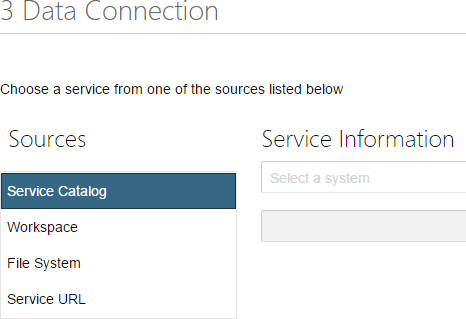 3 Data Connection
Choose a service from one of the sources listed below
Sources
Service Catalog
Workspace
File System
Service URL
Service Information
Select a system